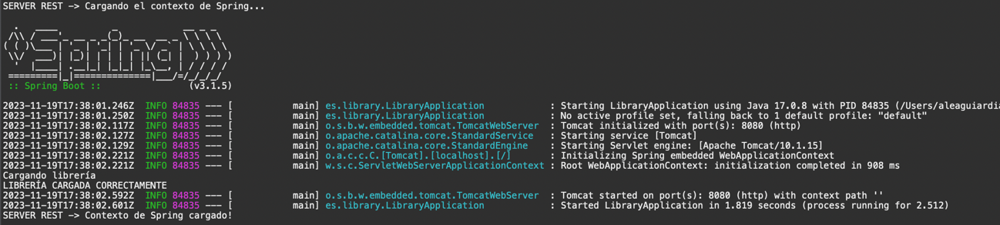 SERVER REST -> Cargando el contexto de Spring...
  .   ____          _            __ _ _
 /\\ / ___'_ __ _ _(_)_ __  __ _ \ \ \ \
( ( )\___ | '_ | '_| | '_ \/ _` | \ \ \ \
 \\/  ___)| |_)| | | | | || (_| |  ) ) ) )
  '  |____| .__|_| |_|_| |_\__, | / / / /
 =========|_|==============|___/=/_/_/_/
 :: Spring Boot ::                (v3.1.5)
2023-11-19T17:38:01.246Z  INFO 84835 --- [           main] es.library.LibraryApplication            : Starting LibraryApplication using Java 17.0.8 with PID 84835 (/Users/aleaguardia
2023-11-19T17:38:01.250Z  INFO 84835 --- [           main] es.library.LibraryApplication            : No active profile set, falling back to 1 default profile: "default"
2023-11-19T17:38:02.117Z  INFO 84835 --- [           main] o.s.b.w.embedded.tomcat.TomcatWebServer  : Tomcat initialized with port(s): 8080 (http)
2023-11-19T17:38:02.127Z  INFO 84835 --- [           main] o.apache.catalina.core.StandardService   : Starting service [Tomcat]
2023-11-19T17:38:02.129Z  INFO 84835 --- [           main] o.apache.catalina.core.StandardEngine    : Starting Servlet engine: [Apache Tomcat/10.1.15]
2023-11-19T17:38:02.221Z  INFO 84835 --- [           main] o.a.c.c.C.[Tomcat].[localhost].[/]       : Initializing Spring embedded WebApplicationContext
2023-11-19T17:38:02.221Z  INFO 84835 --- [           main] w.s.c.ServletWebServerApplicationContext : Root WebApplicationContext: initialization completed in 908 ms
Cargando librería
LIBRERÍA CARGADA CORRECTAMENTE
2023-11-19T17:38:02.592Z  INFO 84835 --- [           main] o.s.b.w.embedded.tomcat.TomcatWebServer  : Tomcat started on port(s): 8080 (http) with context path ''
2023-11-19T17:38:02.601Z  INFO 84835 --- [           main] es.library.LibraryApplication            : Started LibraryApplication in 1.819 seconds (process running for 2.512)
SERVER REST -> Contexto de Spring cargado!